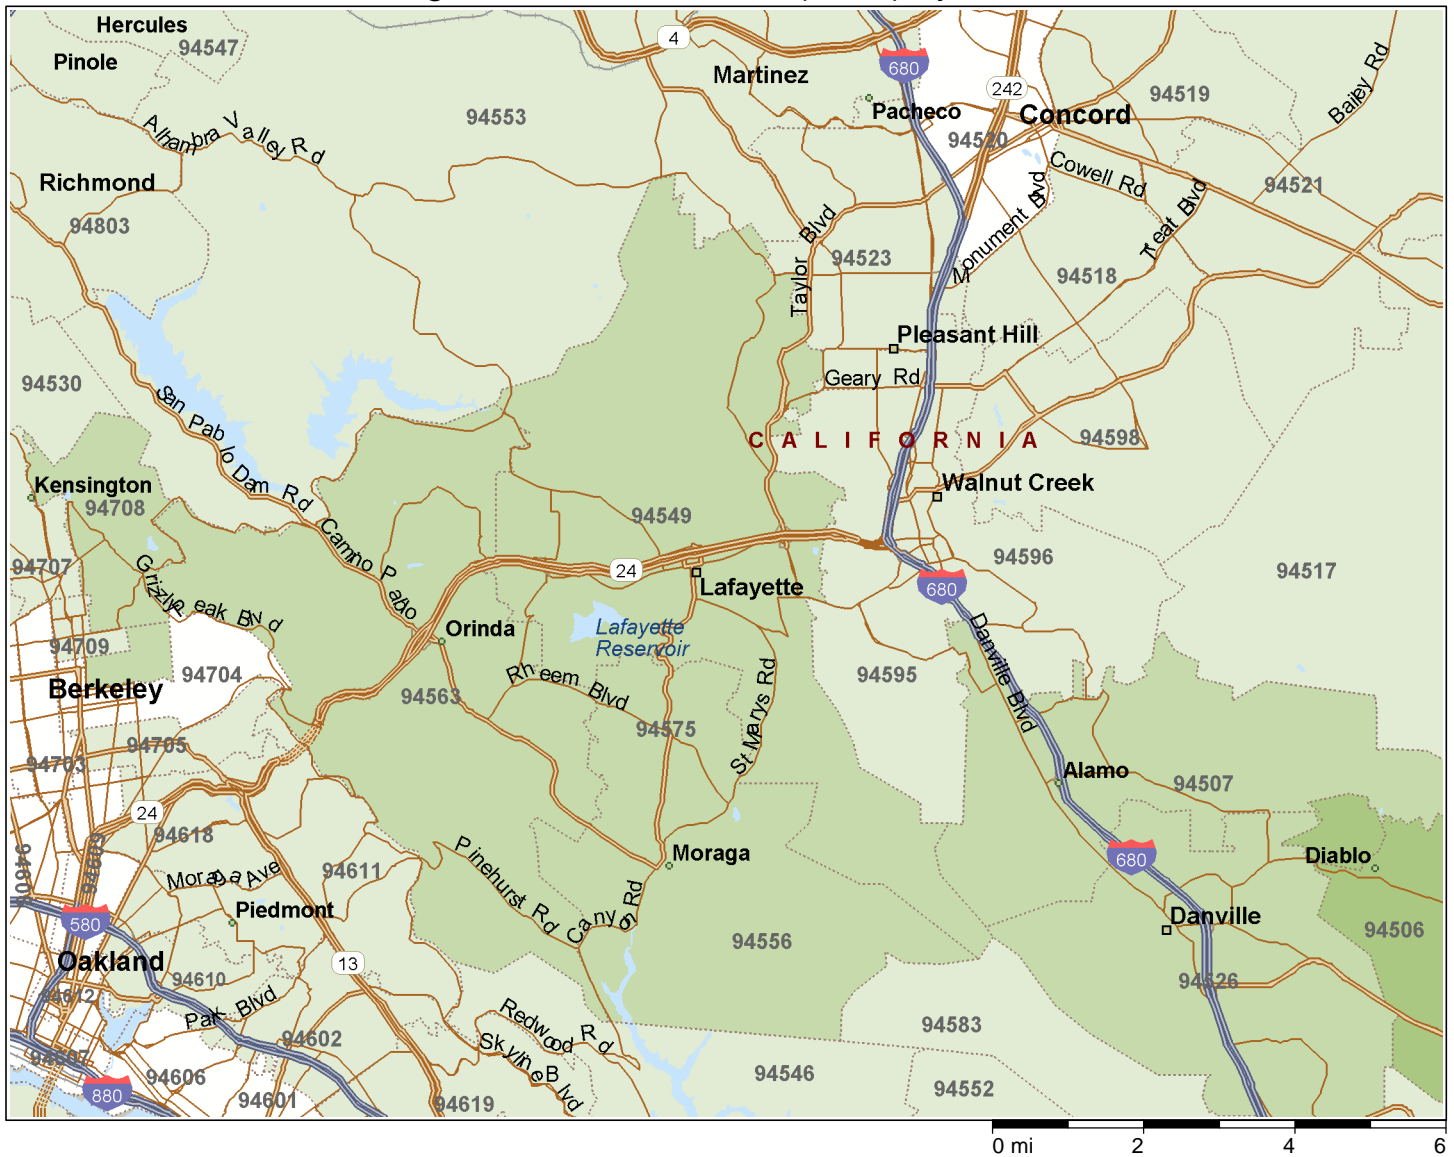 Hercules
94547
Pinole
4
Martinez
680
242
94519
Bailey Rd
94553
Pacheco
Concord
94520
Alhambra Valley Rd
Richmond
94803
Cowell Rd
94521
Monument Blvd
Treat Blvd
Taylor Blvd
94523
94518
Pleasant Hill
Geary Rd
94530
San Pablo Dam Rd
CALIFORNIA
94598
Kensington
94708
Walnut Creek
94549
Camino Pablo
94707
24
94596
94517
Grizzly Peak Blvd
Lafayette
680
Orinda
Lafayette
Reservoir
94709
94704
Berkeley
94563
Rheem Blvd
94595
Danville Blvd
94575
St Marys Rd
94705
94703
Alamo
94507
24
94618
94609
94608
94611
Moraga Ave
Pinehurst Rd
Moraga
680
Diablo
Piedmont
580
Canyon Rd
Danville
94506
94556
Oakland
13
94610
94526
94612
Park Blvd
94602
Redwood Rd
Skyline Blvd
94583
94607
94606
94546
94552
880
94601
94619
0 mi 2 4 6